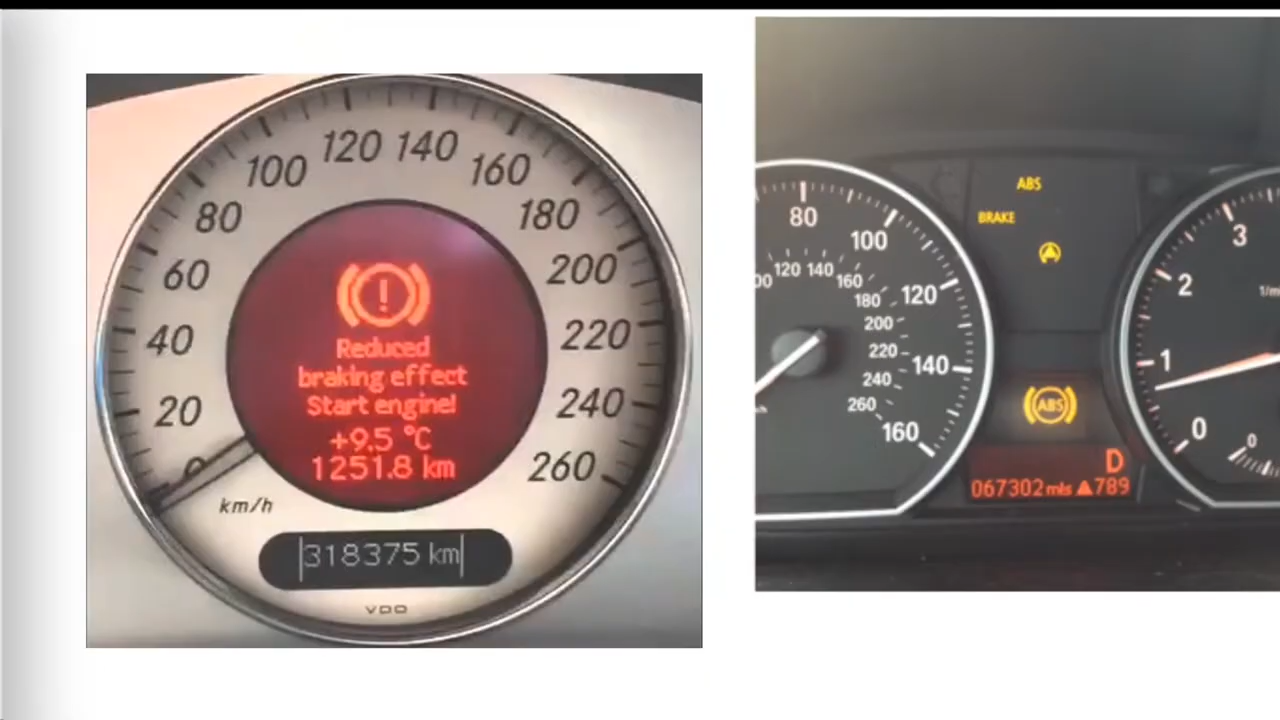 120 140
100 160
80 180
60 200
40 220
20 240
0 260
Reduced
braking effect
Start engine!
+9.5 °C
1251.8 km
km/h
318375 km
VDO
ABS
BRAKE
80
100
120
140
160
120 140
160
180
200
220
240
260
ABS
D
067302 mls ▲789
3
2
1
0
0